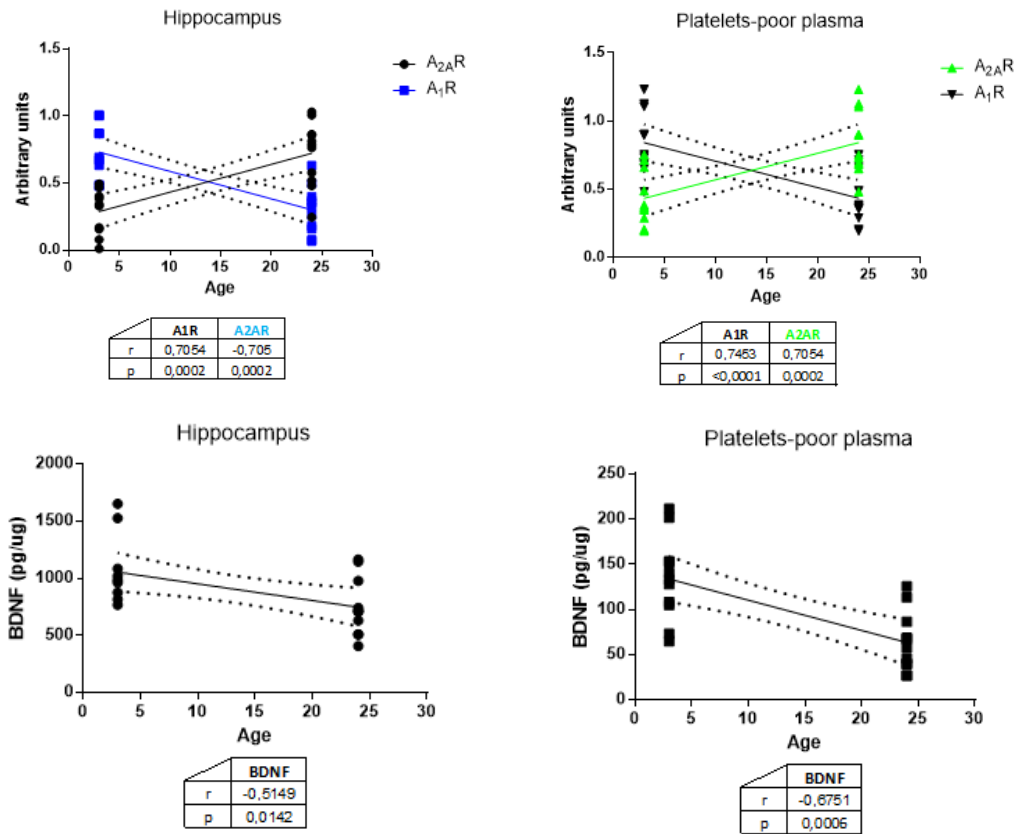 Hippocampus
Arbitrary units
1.5
1.0
0.5
0.0
0 5 10 15 20 25 30
Age
A2AR
A1R
A1R A2AR
r 0,7054 -0,705
p 0,0002 0,0002
Platelets-poor plasma
Arbitrary units
1.5
1.0
0.5
0.0
0 5 10 15 20 25 30
Age
A2AR
A1R
A1R A2AR
r 0,7453 0,7054
p <0,0001 0,0002
Hippocampus
BDNF (pg/ug)
2000
1500
1000
500
0
0 5 10 15 20 25 30
Age
BDNF
r -0,5149
p 0,0142
Platelets-poor plasma
BDNF (pg/ug)
250
200
150
100
50
0
0 5 10 15 20 25 30
Age
BDNF
r -0,6751
p 0,0006